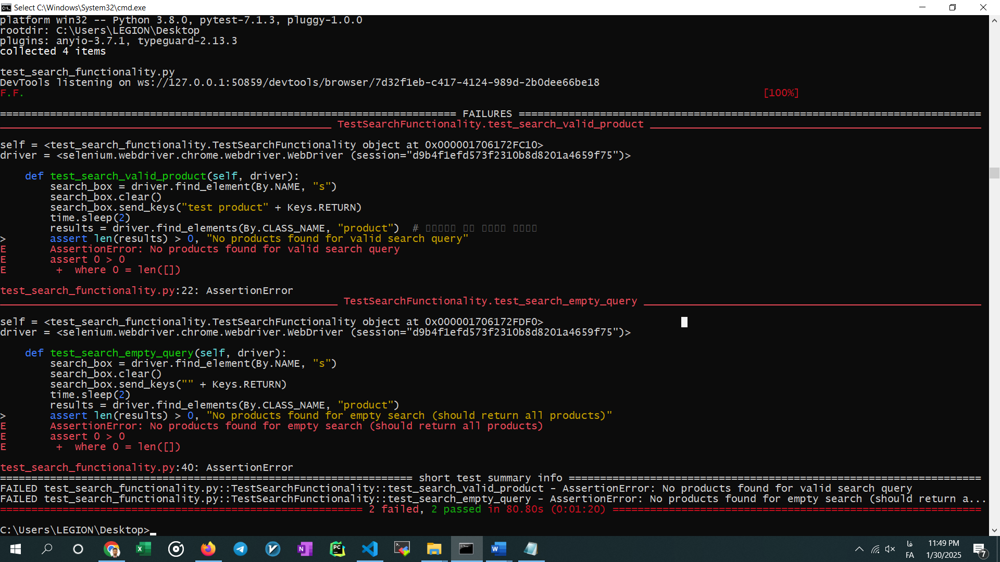 Select C:\Windows\System32\cmd.exe
platform win32 -- Python 3.8.0, pytest-7.1.3, pluggy-1.0.0
rootdir: C:\Users\LEGION\Desktop
plugins: anyio-3.7.1, typeguard-2.13.3
collected 4 items
test_search_functionality.py
DevTools listening on ws://127.0.0.1:50859/devtools/browser/7d32f1eb-c417-4124-989d-2b0dee66be18
F.F. [100%]
FAILURES
TestSearchFunctionality.test_search_valid_product
self = <test_search_functionality.TestSearchFunctionality object at 0x000001706172FC10>
driver = <selenium.webdriver.chrome.webdriver.WebDriver (session="d9b4f1efd573f2310b8d8201a4659f75")>
def test_search_valid_product(self, driver):
search_box = driver.find_element(By.NAME, "s")
search_box.clear()
search_box.send_keys("test product" + Keys.RETURN)
time.sleep(2)
results = driver.find_elements(By.CLASS_NAME, "product") #
> assert len(results) > 0, "No products found for valid search query"
E AssertionError: No products found for valid search query
E assert 0 > 0
E + where 0 = len([])
test_search_functionality.py:22: AssertionError
TestSearchFunctionality.test_search_empty_query
self = <test_search_functionality.TestSearchFunctionality object at 0x000001706172FDF0>
driver = <selenium.webdriver.chrome.webdriver.WebDriver (session="d9b4f1efd573f2310b8d8201a4659f75")>
def test_search_empty_query(self, driver):
search_box = driver.find_element(By.NAME, "s")
search_box.clear()
search_box.send_keys("" + Keys.RETURN)
time.sleep(2)
results = driver.find_elements(By.CLASS_NAME, "product")
> assert len(results) > 0, "No products found for empty search (should return all products)"
E AssertionError: No products found for empty search (should return all products)
E assert 0 > 0
E + where 0 = len([])
test_search_functionality.py:40: AssertionError
short test summary info
FAILED test_search_functionality.py::TestSearchFunctionality::test_search_valid_product - AssertionError: No products found for valid search query
FAILED test_search_functionality.py::TestSearchFunctionality::test_search_empty_query - AssertionError: No products found for empty search (should return a...
2 failed, 2 passed in 80.80s (0:01:20)
C:\Users\LEGION\Desktop>
فا
FA
11:49 PM
1/30/2025
7